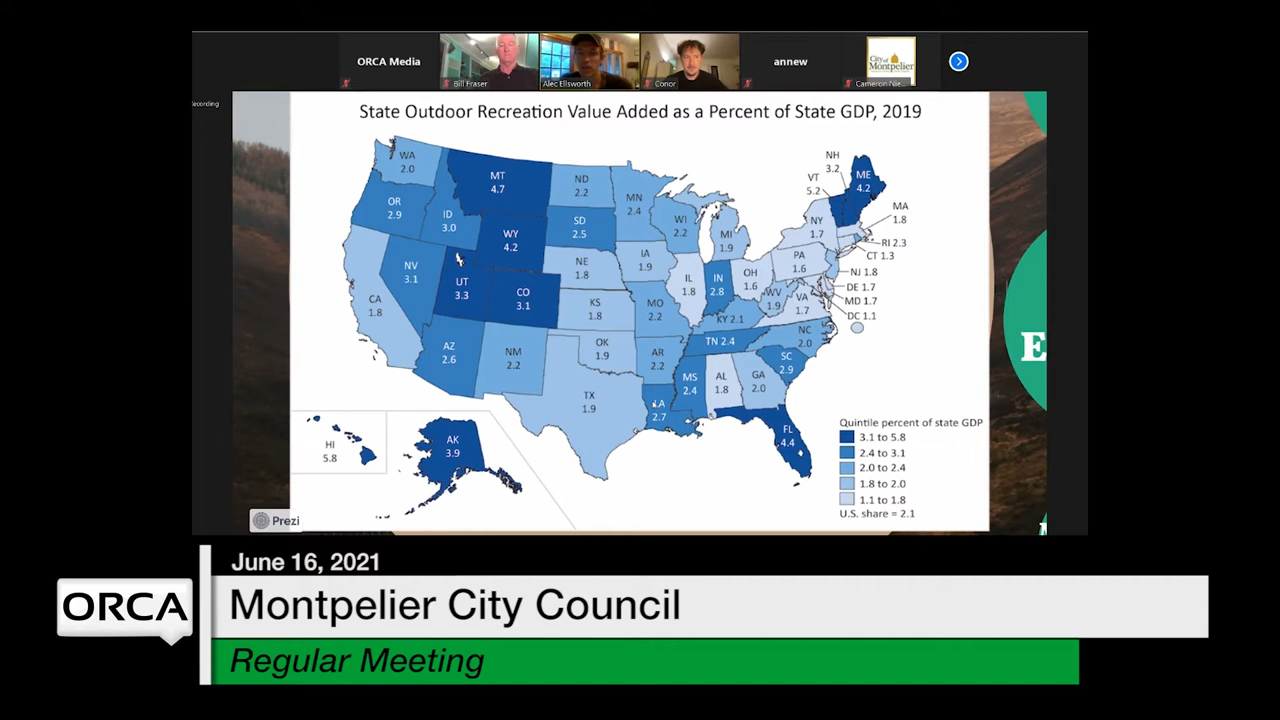 ORCA Media
Bill Fraser
Alec Ellsworth
Conor
annew
City of
Montpelier
Cameron Nie...
ecording
State Outdoor Recreation Value Added as a Percent of State GDP, 2019
WA
2.0
MT
4.7
ND
2.2
MN
2.4
OR
2.9
ID
3.0
SD
2.5
WI
2.2
MI
1.9
WY
4.2
NH
3.2
VT
5.2
ME
4.2
NY
1.7
MA
1.8
RI 2.3
CT 1.3
NJ 1.8
DE 1.7
MD 1.7
DC 1.1
PA
1.6
NV
3.1
UT
3.3
CO
3.1
NE
1.8
IA
1.9
IL
1.8
IN
2.8
OH
1.6
WV
1.9
VA
1.7
CA
1.8
KS
1.8
MO
2.2
KY 2.1
NC
2.0
AZ
2.6
NM
2.2
OK
1.9
AR
2.2
TN 2.4
SC
2.9
TX
1.9
LA
2.7
MS
2.4
AL
1.8
GA
2.0
FL
4.4
HI
5.8
AK
3.9
Quintile percent of state GDP
3.1 to 5.8
2.4 to 3.1
2.0 to 2.4
1.8 to 2.0
1.1 to 1.8
U.S. share = 2.1
E
Prezi
June 16, 2021
ORCA
Montpelier City Council
Regular Meeting